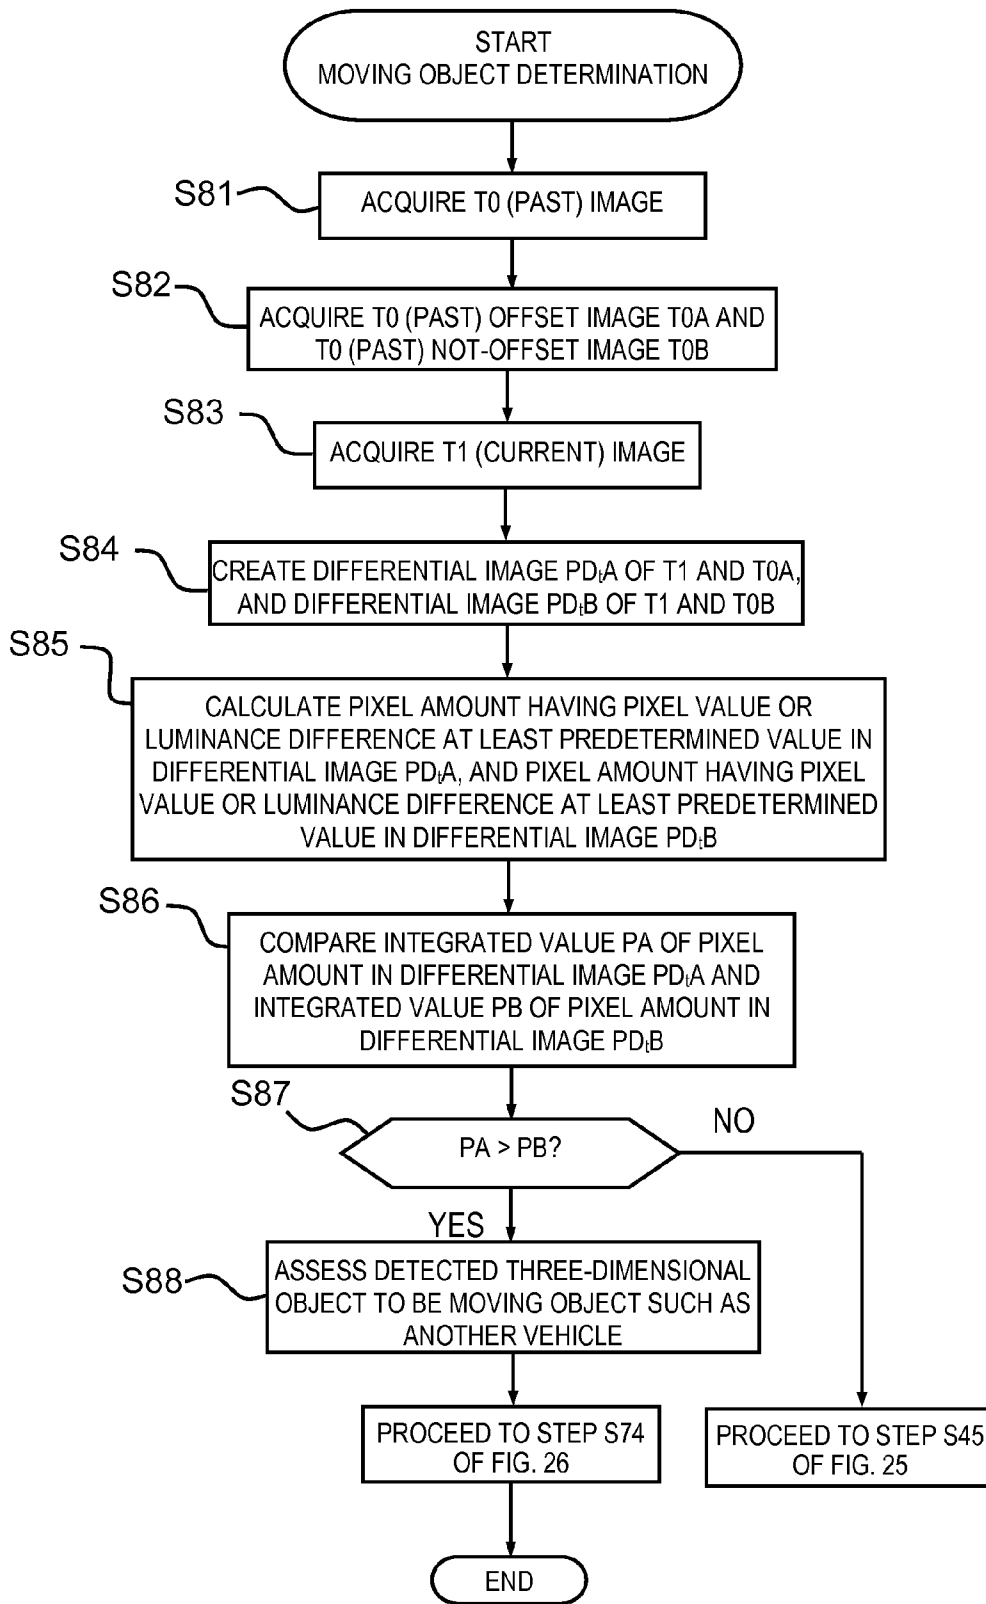 START
MOVING OBJECT DETERMINATION
S81
ACQUIRE T0 (PAST) IMAGE
S82
ACQUIRE T0 (PAST) OFFSET IMAGE T0A AND
T0 (PAST) NOT-OFFSET IMAGE T0B
S83
ACQUIRE T1 (CURRENT) IMAGE
S84
CREATE DIFFERENTIAL IMAGE PDtA OF T1 AND T0A,
AND DIFFERENTIAL IMAGE PDtB OF T1 AND T0B
S85
CALCULATE PIXEL AMOUNT HAVING PIXEL VALUE OR
LUMINANCE DIFFERENCE AT LEAST PREDETERMINED VALUE IN
DIFFERENTIAL IMAGE PDtA, AND PIXEL AMOUNT HAVING PIXEL
VALUE OR LUMINANCE DIFFERENCE AT LEAST PREDETERMINED
VALUE IN DIFFERENTIAL IMAGE PDtB
S86
COMPARE INTEGRATED VALUE PA OF PIXEL
AMOUNT IN DIFFERENTIAL IMAGE PDtA AND
INTEGRATED VALUE PB OF PIXEL AMOUNT IN
DIFFERENTIAL IMAGE PDtB
S87
PA > PB?
NO
YES
S88
ASSESS DETECTED THREE-DIMENSIONAL
OBJECT TO BE MOVING OBJECT SUCH AS
ANOTHER VEHICLE
PROCEED TO STEP S74
OF FIG. 26
PROCEED TO STEP S45
OF FIG. 25
END